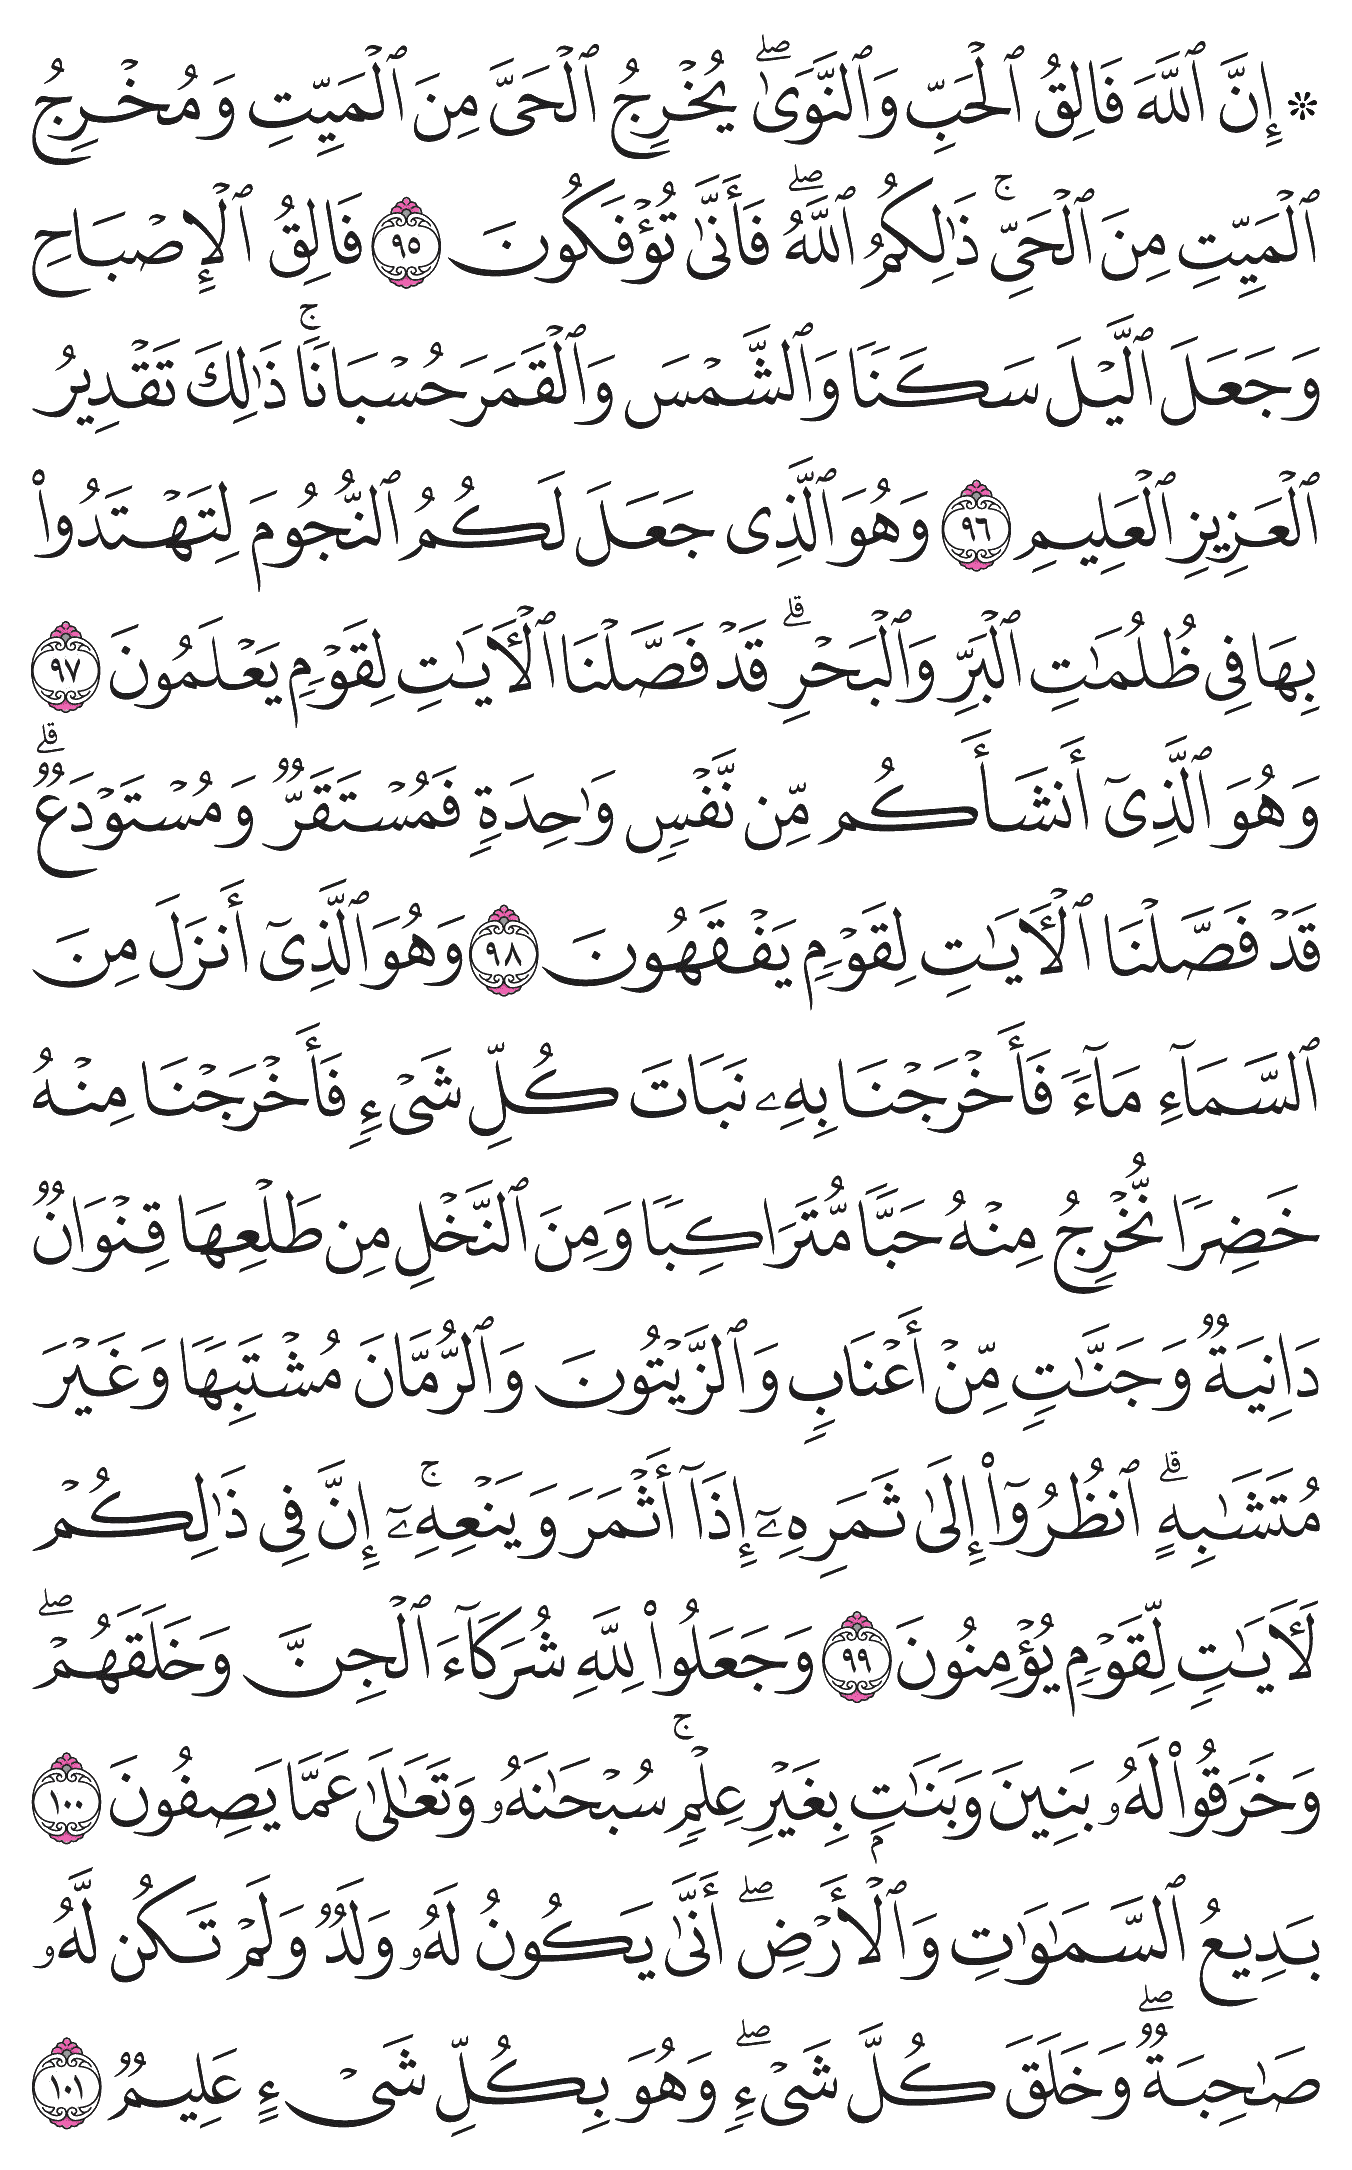 ۞ إِنَّ ٱللَّهَ فَالِقُ ٱلْحَبِّ وَٱلنَّوَىٰۖ يُخْرِجُ ٱلْحَىَّ مِنَ ٱلْمَيِّتِ وَمُخْرِجُ
ٱلْمَيِّتِ مِنَ ٱلْحَىِّۚ ذَٰلِكُمُ ٱللَّهُۖ فَأَنَّىٰ تُؤْفَكُونَ ٩٥ فَالِقُ ٱلْإِصْبَاحِ
وَجَعَلَ ٱلَّيْلَ سَكَنًا وَٱلشَّمْسَ وَٱلْقَمَرَ حُسْبَانًاۚ ذَٰلِكَ تَقْدِيرُ
ٱلْعَزِيزِ ٱلْعَلِيمِ ٩٦ وَهُوَ ٱلَّذِى جَعَلَ لَكُمُ ٱلنُّجُومَ لِتَهْتَدُوا۟
بِهَا فِى ظُلُمَٰتِ ٱلْبَرِّ وَٱلْبَحْرِۗ قَدْ فَصَّلْنَا ٱلْأَيَٰتِ لِقَوْمٍ يَعْلَمُونَ ٩٧
وَهُوَ ٱلَّذِىٓ أَنشَأَكُم مِّن نَّفْسٍ وَٰحِدَةٍ فَمُسْتَقَرٌّ وَمُسْتَوْدَعٌۗ
قَدْ فَصَّلْنَا ٱلْأَيَٰتِ لِقَوْمٍ يَفْقَهُونَ ٩٨ وَهُوَ ٱلَّذِىٓ أَنزَلَ مِنَ
ٱلسَّمَآءِ مَآءً فَأَخْرَجْنَا بِهِۦ نَبَاتَ كُلِّ شَىْءٍ فَأَخْرَجْنَا مِنْهُ
خَضِرًا نُّخْرِجُ مِنْهُ حَبًّا مُّتَرَاكِبًا وَمِنَ ٱلنَّخْلِ مِن طَلْعِهَا قِنْوَانٌ
دَانِيَةٌ وَجَنَّٰتٍ مِّنْ أَعْنَابٍ وَٱلزَّيْتُونَ وَٱلرُّمَّانَ مُشْتَبِهًا وَغَيْرَ
مُتَشَٰبِهٍۗ ٱنظُرُوٓا۟ إِلَىٰ ثَمَرِهِۦٓ إِذَآ أَثْمَرَ وَيَنْعِهِۦٓۚ إِنَّ فِى ذَٰلِكُمْ
لَأَيَٰتٍ لِّقَوْمٍ يُؤْمِنُونَ ٩٩ وَجَعَلُوا۟ لِلَّهِ شُرَكَآءَ ٱلْجِنَّ وَخَلَقَهُمْۖ
وَخَرَقُوا۟ لَهُۥ بَنِينَ وَبَنَٰتٍۭ بِغَيْرِ عِلْمٍۚ سُبْحَٰنَهُۥ وَتَعَٰلَىٰ عَمَّا يَصِفُونَ ١٠٠
بَدِيعُ ٱلسَّمَٰوَٰتِ وَٱلْأَرْضِۖ أَنَّىٰ يَكُونُ لَهُۥ وَلَدٌ وَلَمْ تَكُن لَّهُۥ
صَٰحِبَةٌۖ وَخَلَقَ كُلَّ شَىْءٍۖ وَهُوَ بِكُلِّ شَىْءٍ عَلِيمٌ ١٠١